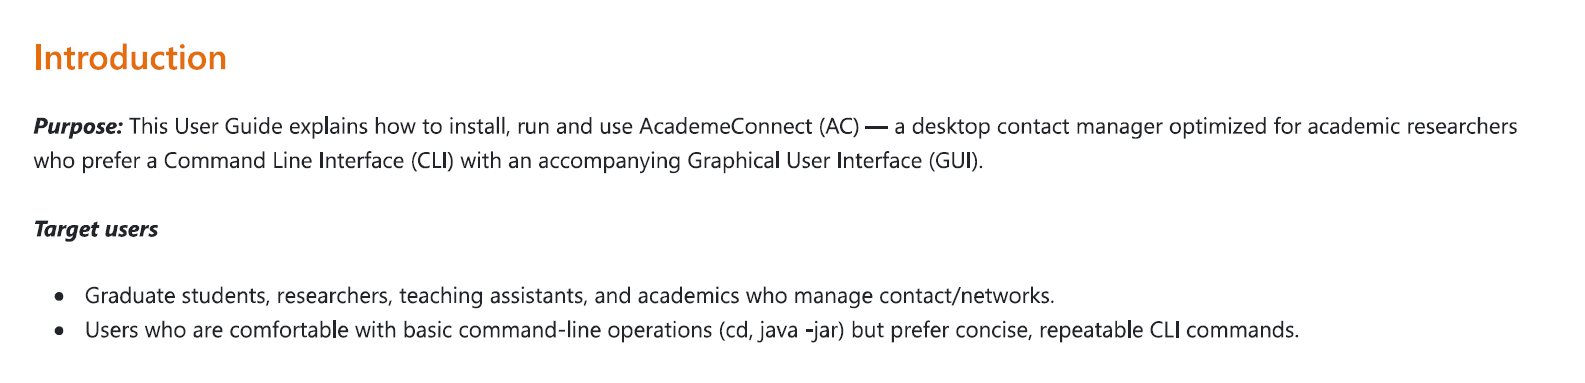 Introduction
Purpose: This User Guide explains how to install, run and use AcademeConnect (AC) — a desktop contact manager optimized for academic researchers
who prefer a Command Line Interface (CLI) with an accompanying Graphical User Interface (GUI).
Target users
• Graduate students, researchers, teaching assistants, and academics who manage contact/networks.
• Users who are comfortable with basic command-line operations (cd, java -jar) but prefer concise, repeatable CLI commands.